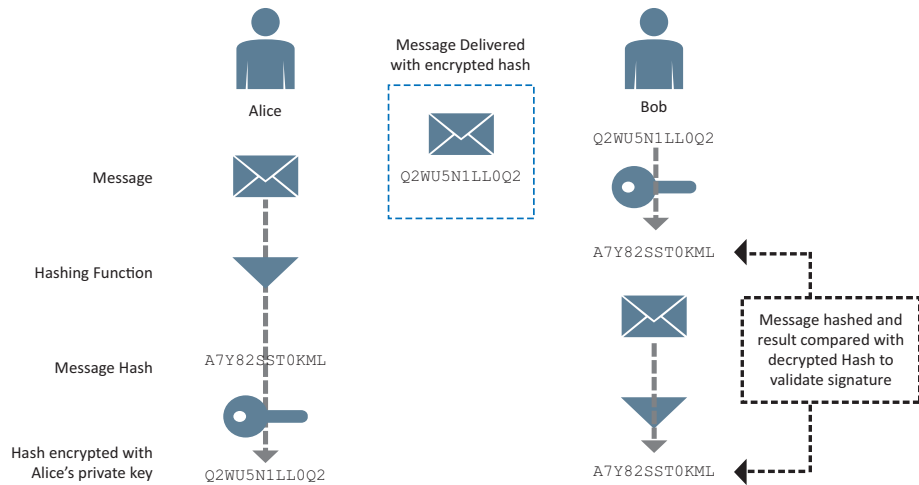 Alice
Message
Hashing Function
Message Hash
A7Y82SST0KML
Hash encrypted with
Alice's private key
Q2WU5N1LL0Q2
Message Delivered
with encrypted hash
Q2WU5N1LL0Q2
Bob
Q2WU5N1LL0Q2
A7Y82SST0KML
Message hashed and
result compared with
decrypted Hash to
validate signature
A7Y82SST0KML